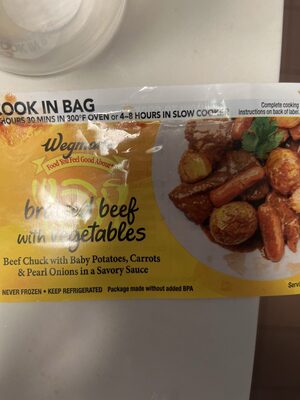 COOK IN BAG
HOURS 30 MINS IN 300°F OVEN or 4–8 HOURS IN SLOW COOKER
Complete cooking
Instructions on back of label.
Food You Feel Good About
braised beef
with vegetables
Beef Chuck with Baby Potatoes, Carrots
& Pearl Onions in a Savory Sauce
NEVER FROZEN • KEEP REFRIGERATED Package made without added BPA